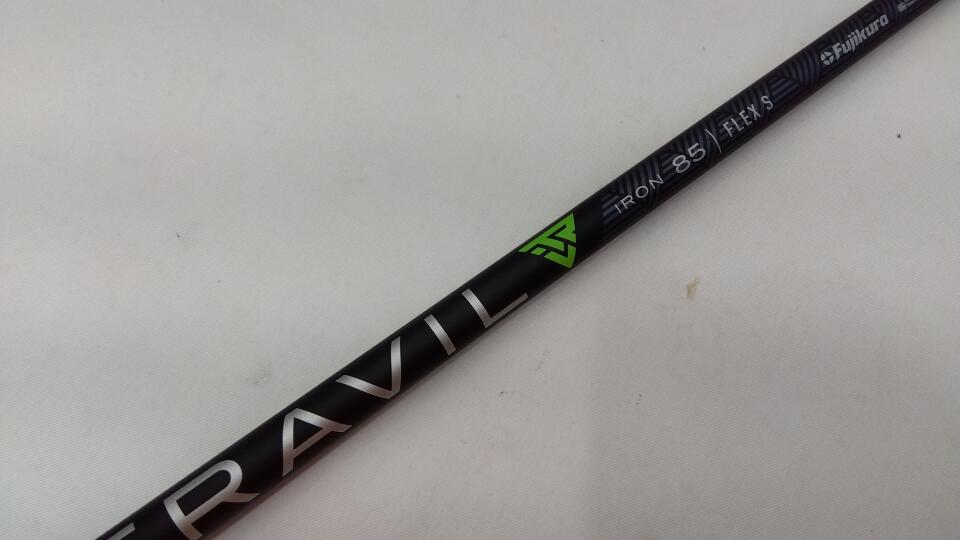 TRAVIL
IRON 85 / FLEX S
Fujikura